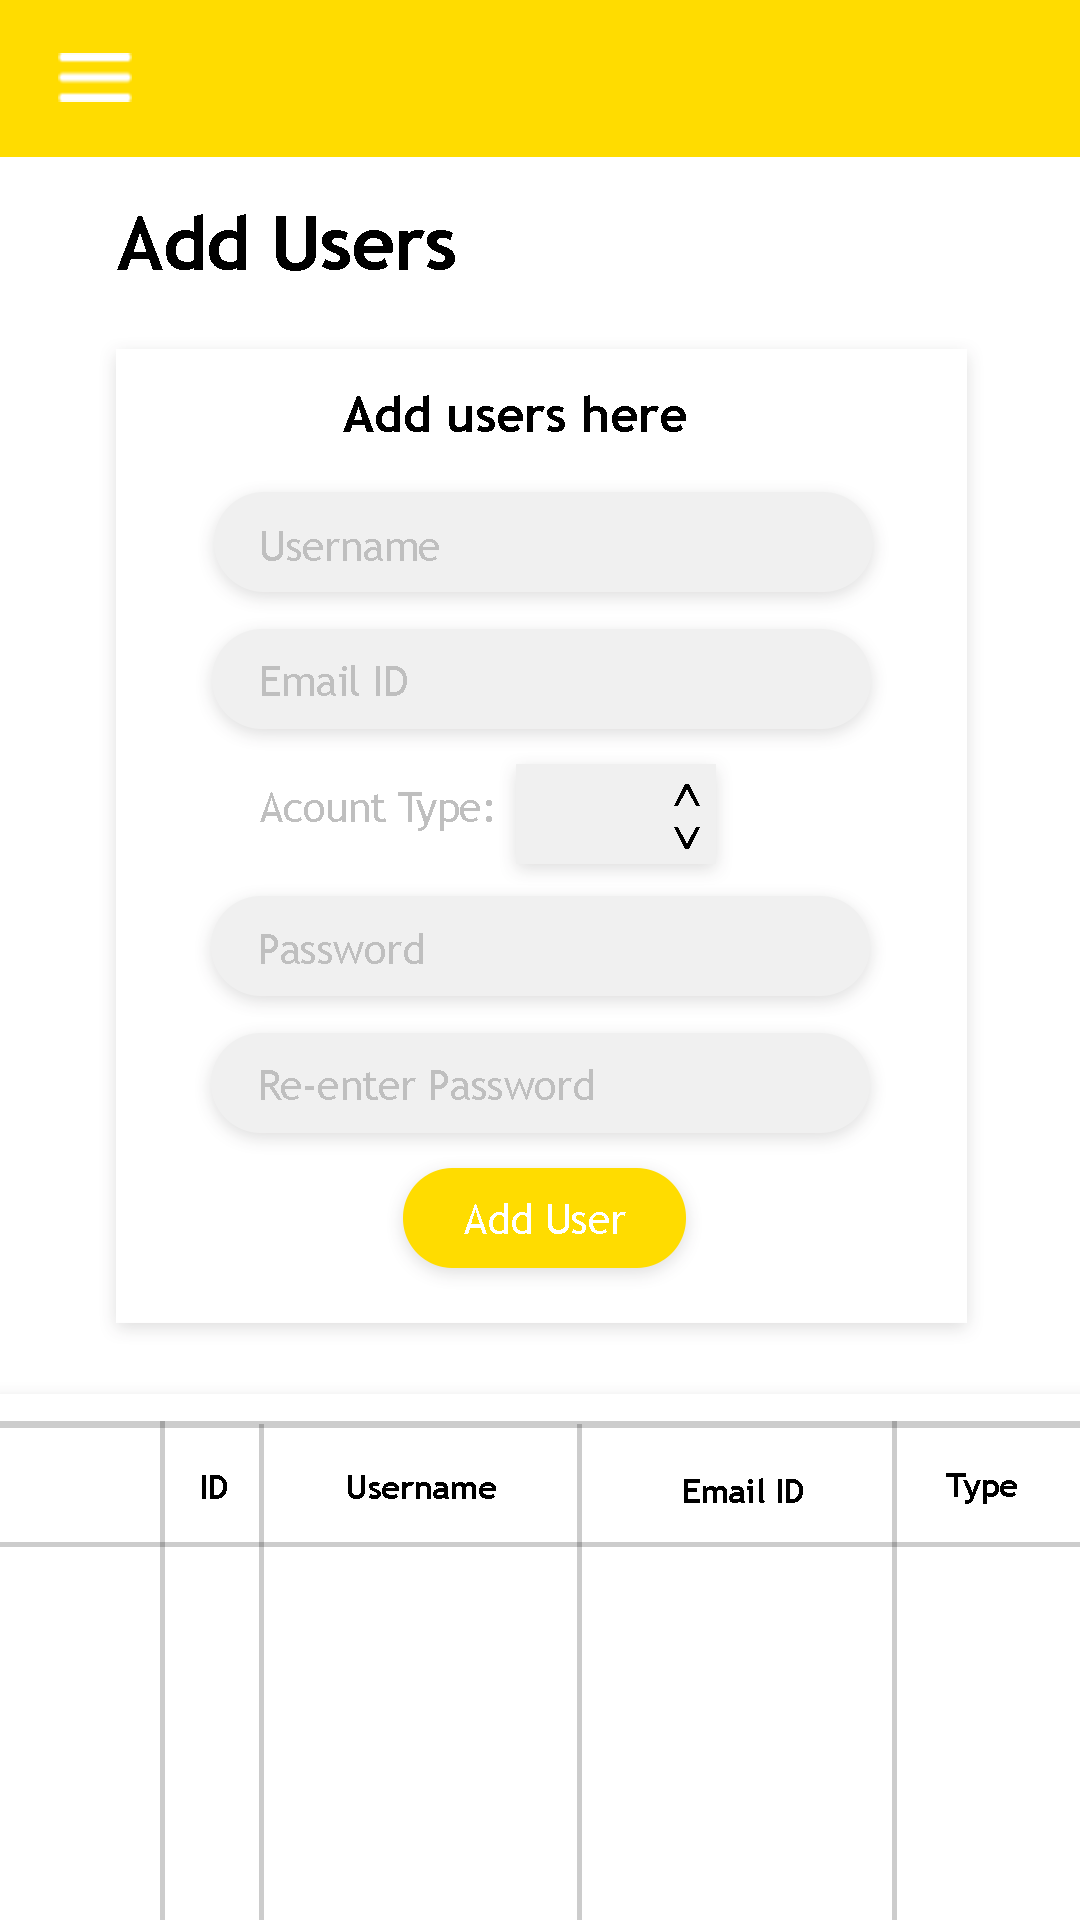 Add Users
Add users here
Username
Email ID
Acount Type:
Password
Re-enter Password
Add User
ID Username Email ID Type